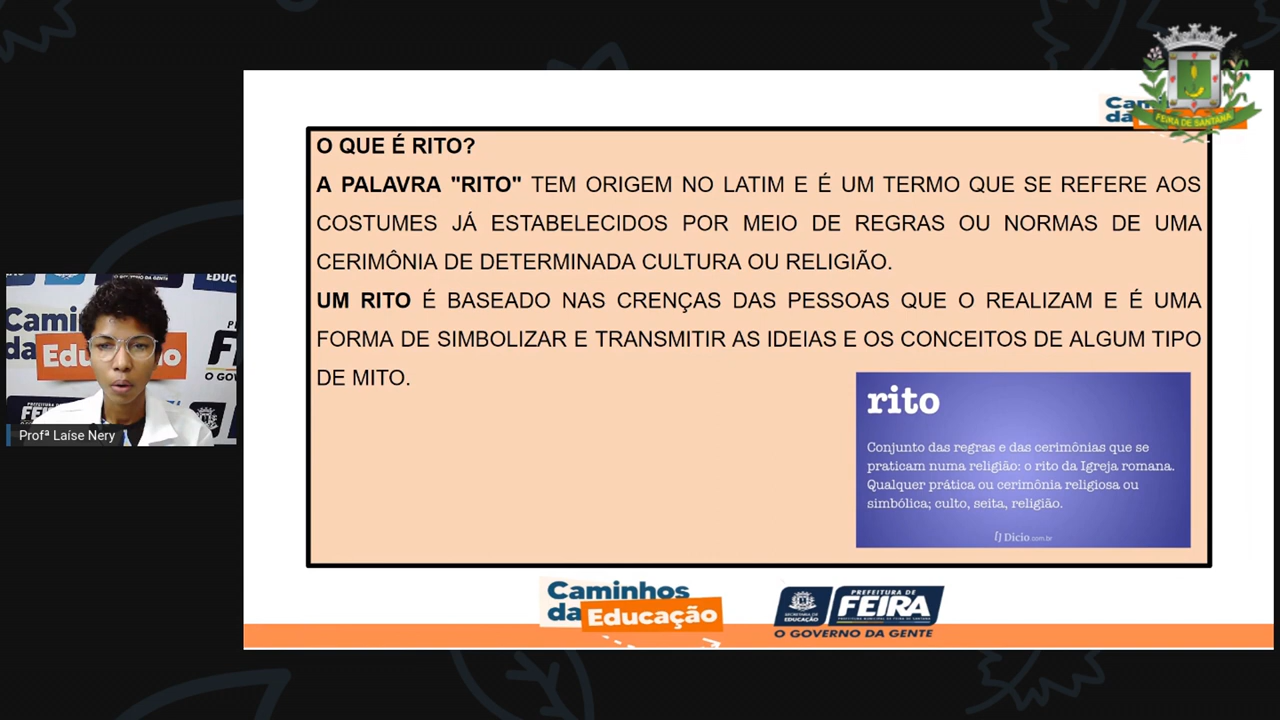 FEIRA DE SANTANA
O QUE É RITO?
A PALAVRA "RITO" TEM ORIGEM NO LATIM E É UM TERMO QUE SE REFERE AOS
COSTUMES JÁ ESTABELECIDOS POR MEIO DE REGRAS OU NORMAS DE UMA
CERIMÔNIA DE DETERMINADA CULTURA OU RELIGIÃO.
UM RITO É BASEADO NAS CRENÇAS DAS PESSOAS QUE O REALIZAM E É UMA
FORMA DE SIMBOLIZAR E TRANSMITIR AS IDEIAS E OS CONCEITOS DE ALGUM TIPO
DE MITO.
rito
Conjunto das regras e das cerimônias que se
praticam numa religião: o rito da Igreja romana.
Qualquer prática ou cerimônia religiosa ou
simbólica; culto, seita, religião.
Dicio.com.br
Profª Laíse Nery
Caminhos
da Educação
SECRETARIA DE
EDUCAÇÃO
PREFEITURA DE
FEIRA
O GOVERNO DA GENTE